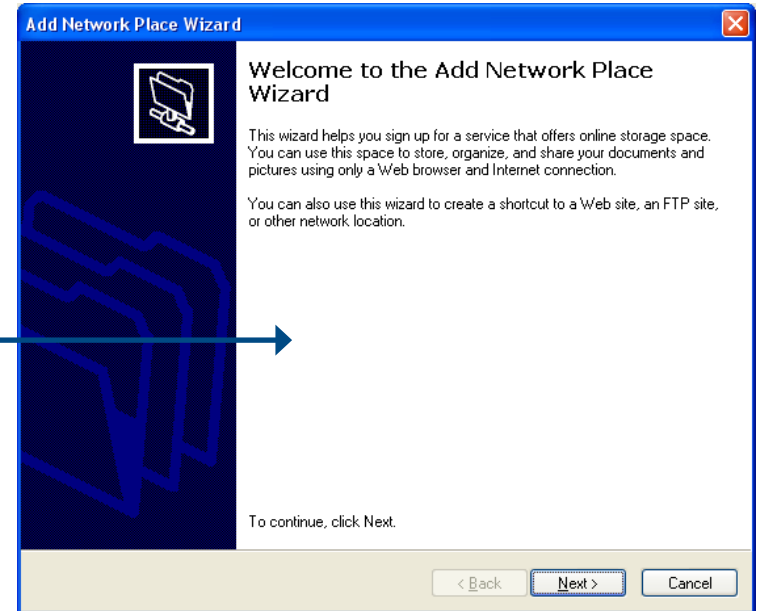 Add Network Place Wizard
Welcome to the Add Network Place
Wizard
This wizard helps you sign up for a service that offers online storage space.
You can use this space to store, organize, and share your documents and
pictures using only a Web browser and Internet connection.
You can also use this wizard to create a shortcut to a Web site, an FTP site,
or other network location.
To continue, click Next.
< Back
Next >
Cancel